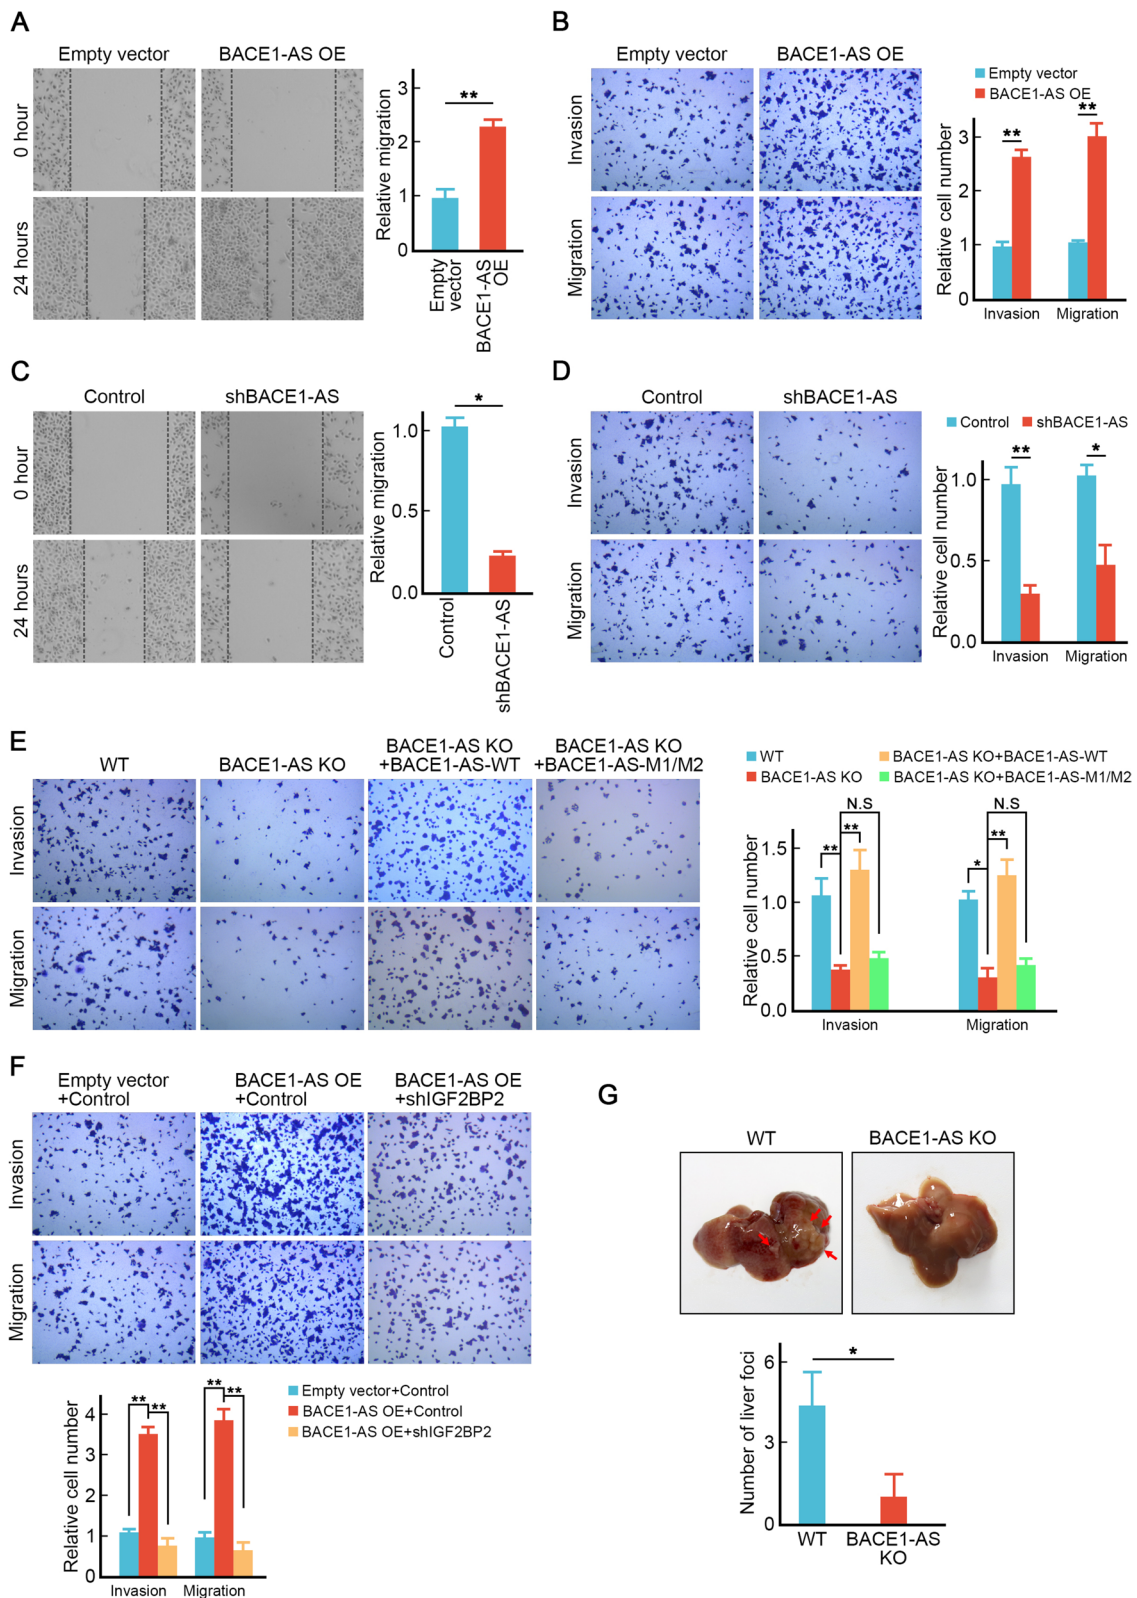 A
Empty vector
BACE1-AS OE
0 hour
24 hours
Relative migration
3
2
1
0
**
Empty
vector
BACE1-AS
OE
B
Empty vector
BACE1-AS OE
Invasion
Migration
Empty vector
BACE1-AS OE
Relative cell number
3
2
1
0
**
**
Invasion
Migration
C
Control
shBACE1-AS
0 hour
24 hours
Relative migration
1.0
0.5
0.0
*
Control
shBACE1-AS
D
Control
shBACE1-AS
Invasion
Migration
Control
shBACE1-AS
Relative cell number
1.0
0.5
0.0
**
*
Invasion
Migration
E
WT
BACE1-AS KO
BACE1-AS KO
+BACE1-AS-WT
BACE1-AS KO
+BACE1-AS-M1/M2
Invasion
Migration
WT
BACE1-AS KO
BACE1-AS KO+BACE1-AS-WT
BACE1-AS KO+BACE1-AS-M1/M2
Relative cell number
1.5
1.0
0.5
0.0
N.S
**
**
N.S
**
*
Invasion
Migration
F
Empty vector
+Control
BACE1-AS OE
+Control
BACE1-AS OE
+shIGF2BP2
Invasion
Migration
Relative cell number
4
3
2
1
0
**
**
**
**
Invasion
Migration
Empty vector+Control
BACE1-AS OE+Control
BACE1-AS OE+shIGF2BP2
G
WT
BACE1-AS KO
Number of liver foci
6
3
0
*
WT
BACE1-AS
KO